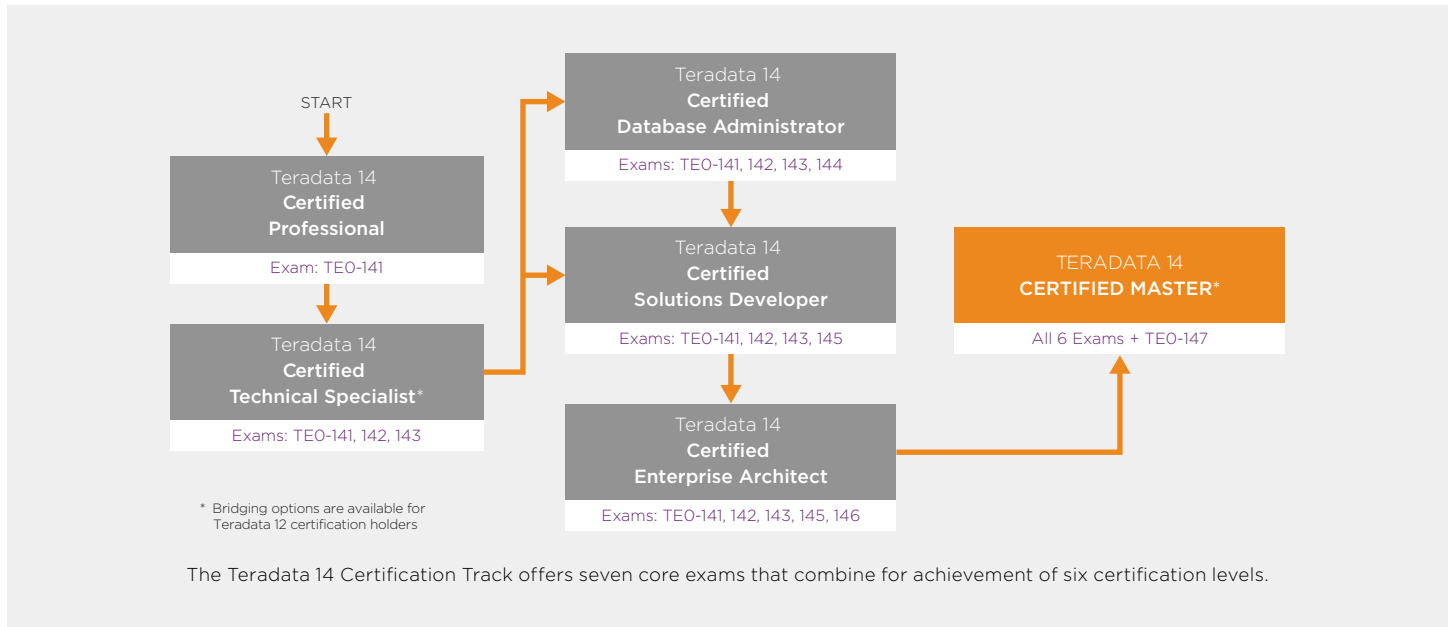 START
Teradata 14
Certified
Professional
Exam: TE0-141
Teradata 14
Certified
Technical Specialist*
Exams: TE0-141, 142, 143
* Bridging options are available for
Teradata 12 certification holders
Teradata 14
Certified
Database Administrator
Exams: TE0-141, 142, 143, 144
Teradata 14
Certified
Solutions Developer
Exams: TE0-141, 142, 143, 145
Teradata 14
Certified
Enterprise Architect
Exams: TE0-141, 142, 143, 145, 146
TERADATA 14
CERTIFIED MASTER*
All 6 Exams + TE0-147
The Teradata 14 Certification Track offers seven core exams that combine for achievement of six certification levels.